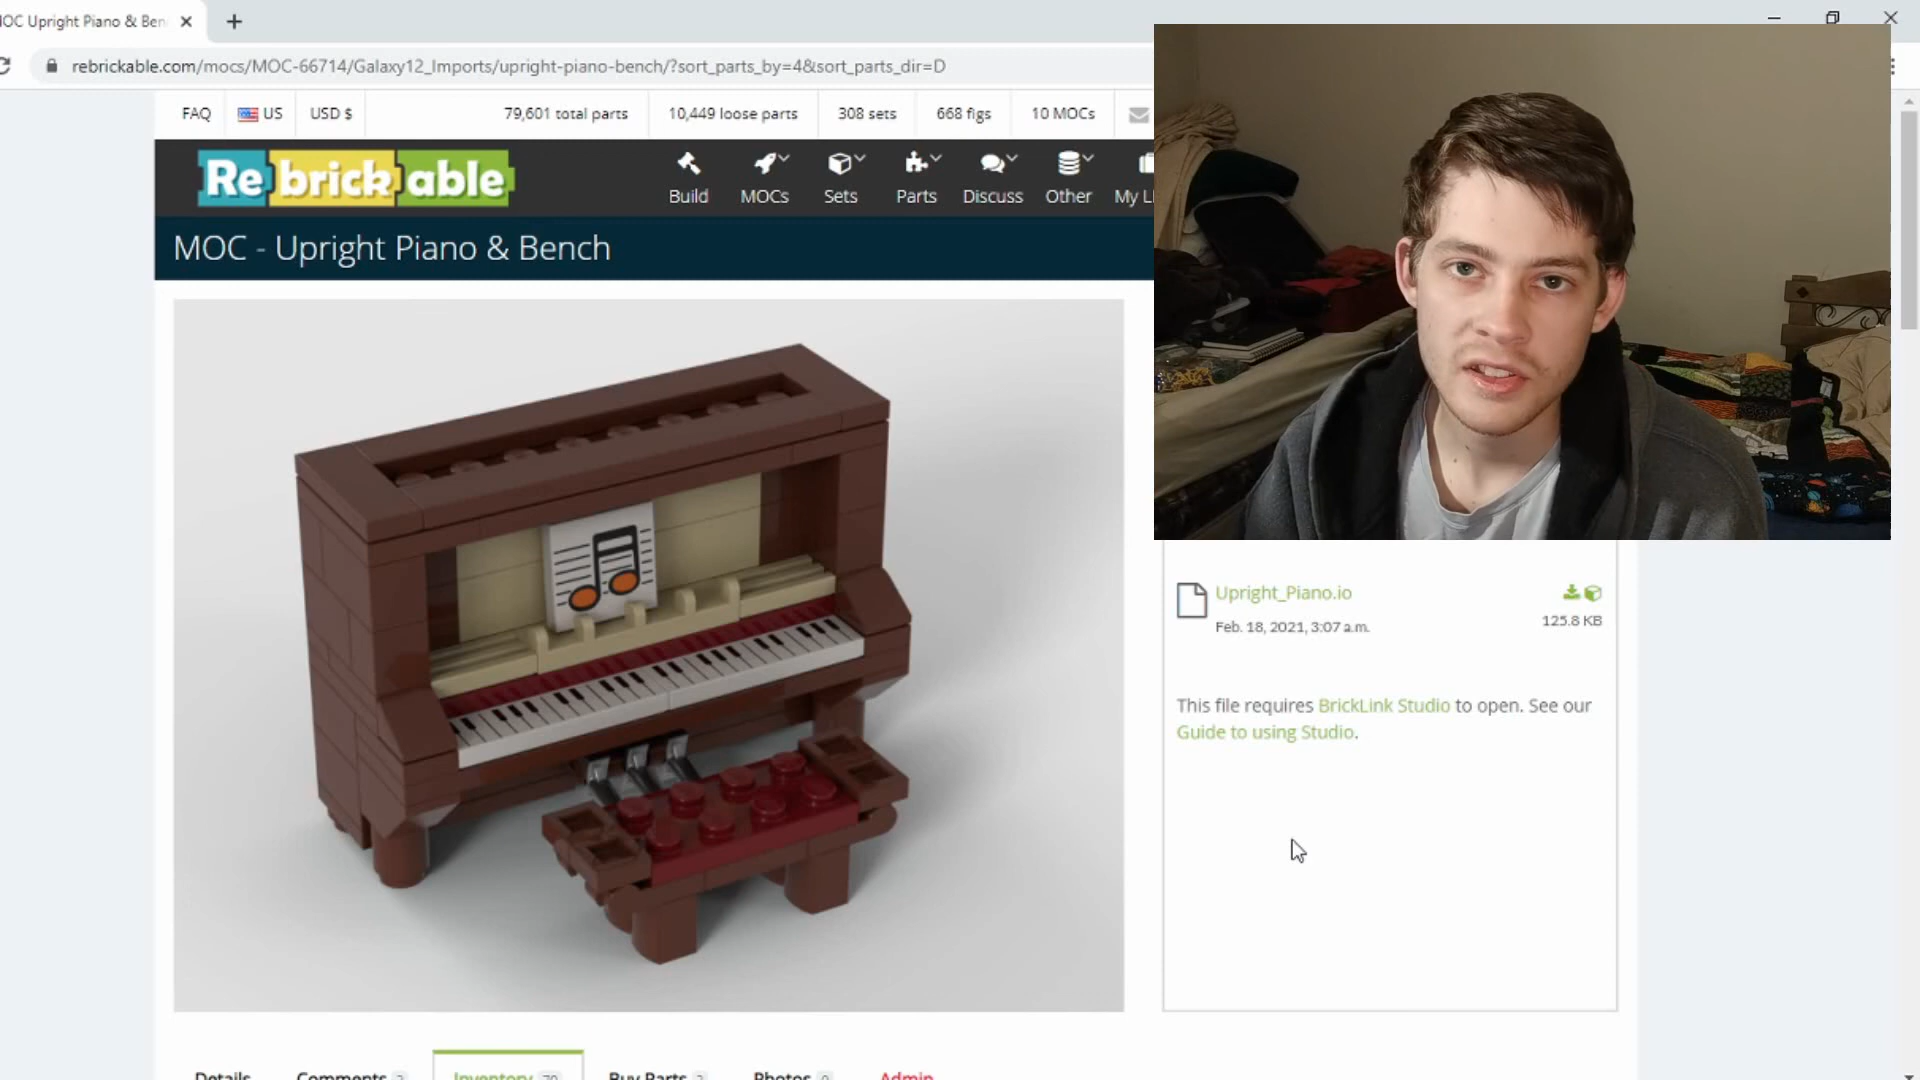 MOC Upright Piano & Ben
rebrickable.com/mocs/MOC-66714/Galaxy12_Imports/upright-piano-bench/?sort_parts_by=4&sort_parts_dir=D
FAQ US USD $ 79,601 total parts 10,449 loose parts 308 sets 668 figs 10 MOCs
Rebrickable Build MOCs Sets Parts Discuss Other My L
MOC - Upright Piano & Bench
Upright_Piano.io
Feb. 18, 2021, 3:07 a.m. 125.8 KB
This file requires BrickLink Studio to open. See our
Guide to using Studio.
Details Comments Inventory Buy Parts Photos Admin